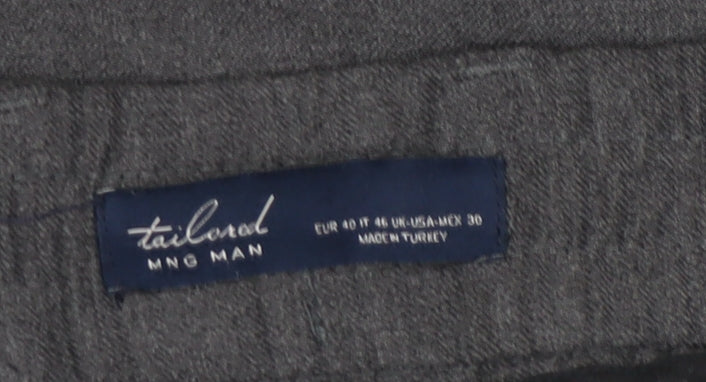 tailored
MNG MAN
EUR 40 IT 46 UK-USA-MEX 30
MADE IN TURKEY